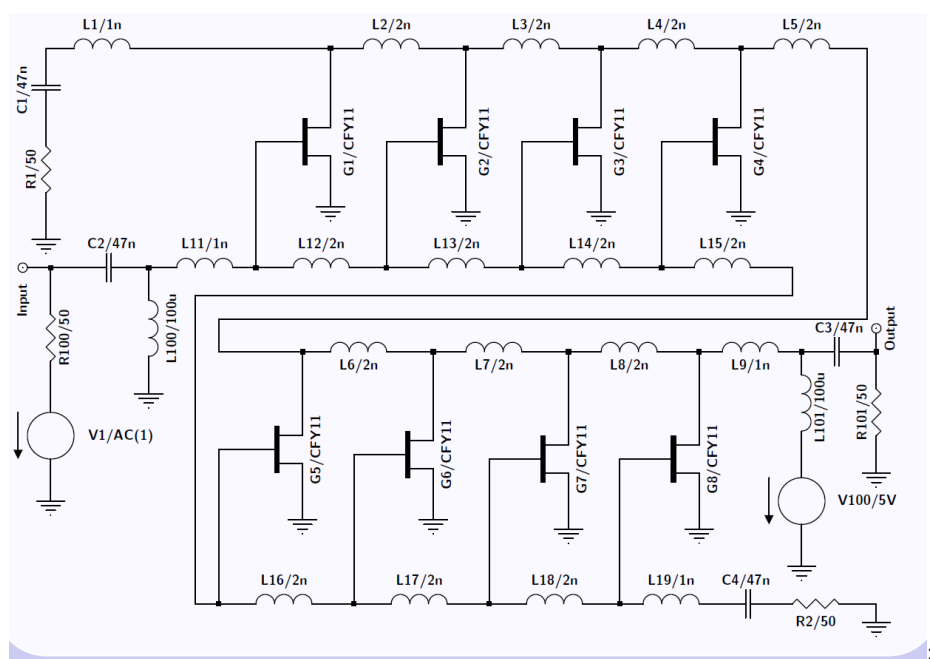 L1/1n
L2/2n
L3/2n
L4/2n
L5/2n
C1/47n
R1/50
G1/CFY11
G2/CFY11
G3/CFY11
G4/CFY11
C2/47n
L11/1n
L12/2n
L13/2n
L14/2n
L15/2n
Input
R100/50
L100/100u
V1/AC(1)
C3/47n
Output
L6/2n
L7/2n
L8/2n
L9/1n
L101/100u
R101/50
G5/CFY11
G6/CFY11
G7/CFY11
G8/CFY11
V100/5V
L16/2n
L17/2n
L18/2n
L19/1n
C4/47n
R2/50